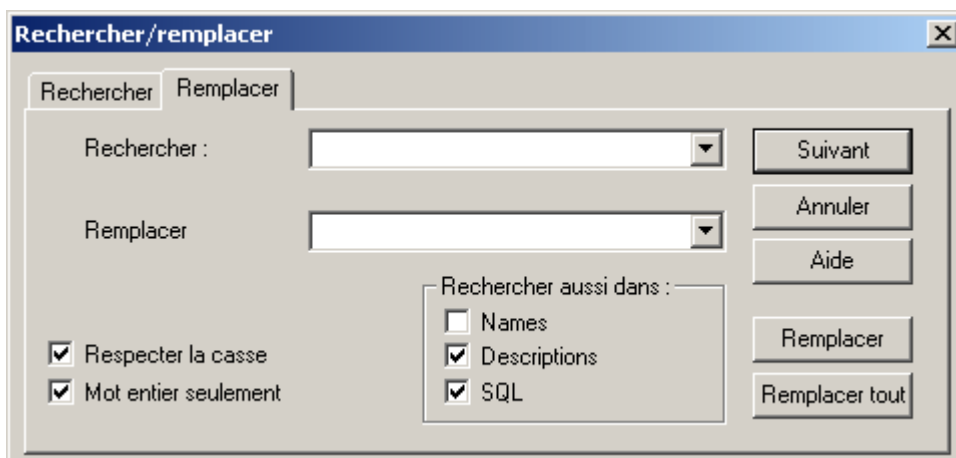 Rechercher/remplacer
Rechercher Remplacer
Rechercher :
Suivant
Annuler
Remplacer
Aide
Rechercher aussi dans :
Names
Remplacer
Respecter la casse
Descriptions
Mot entier seulement
SQL
Remplacer tout